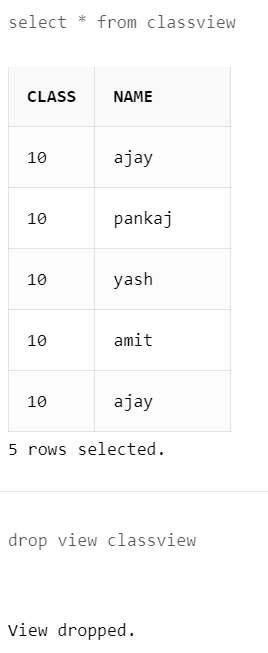 select * from classview
CLASS NAME
10 ajay
10 pankaj
10 yash
10 amit
10 ajay
5 rows selected.
drop view classview
View dropped.